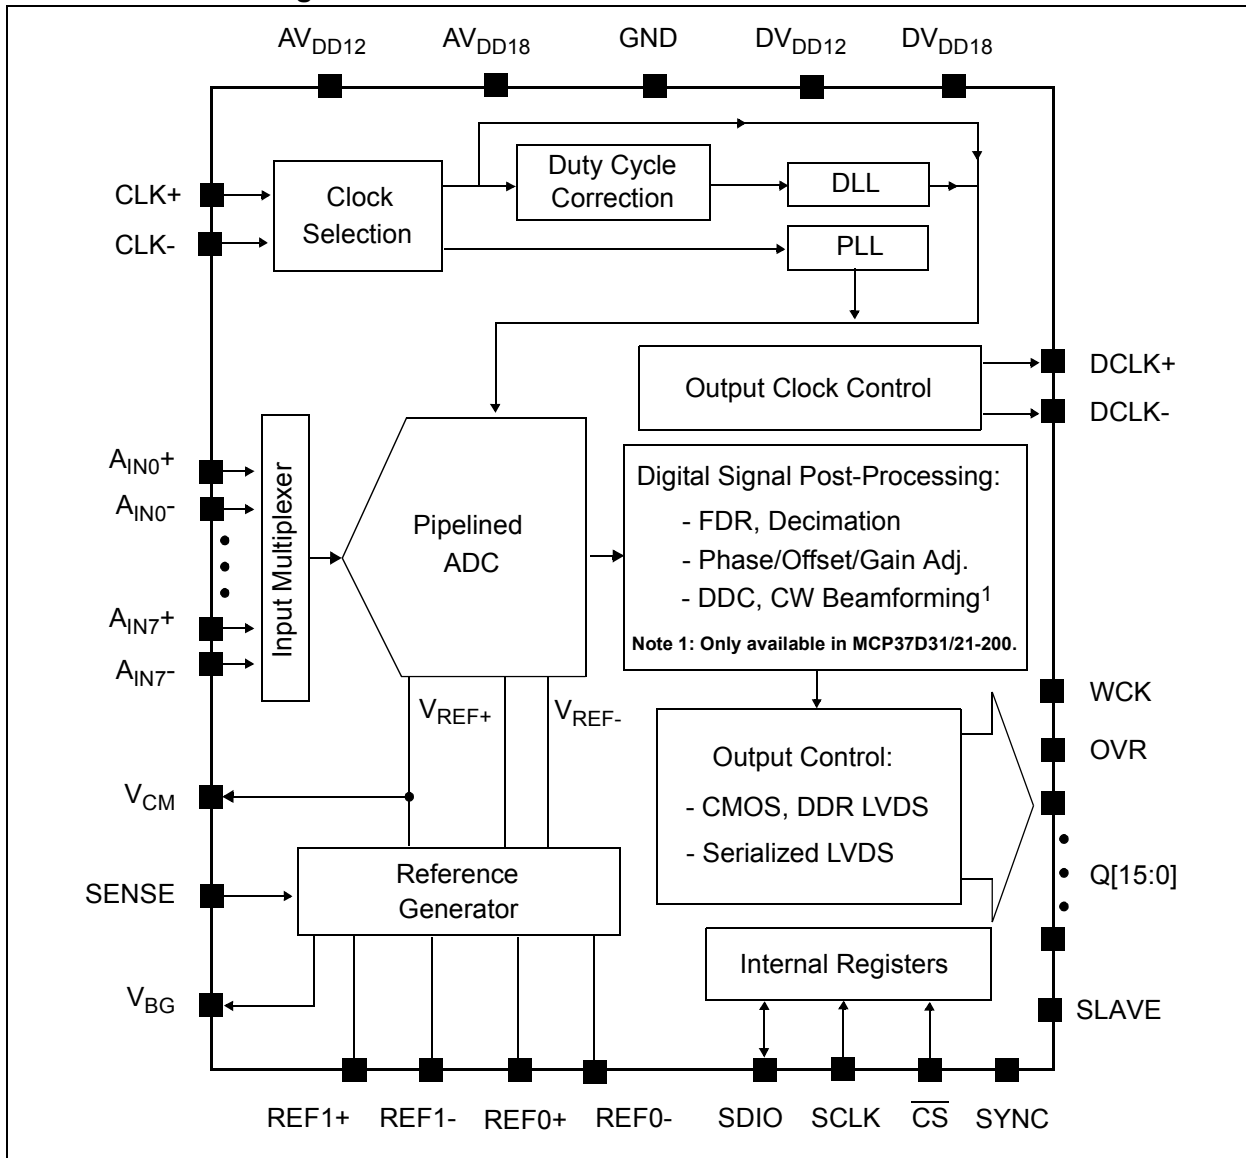 AVDD12 AVDD18 GND DVDD12 DVDD18
CLK+
CLK-
Clock
Selection
Duty Cycle
Correction
DLL
PLL
Output Clock Control
DCLK+
DCLK-
AIN0+
AIN0-
AIN7+
AIN7-
Input Multiplexer
Pipelined
ADC
Digital Signal Post-Processing:
- FDR, Decimation
- Phase/Offset/Gain Adj.
- DDC, CW Beamforming1
Note 1: Only available in MCP37D31/21-200.
VREF+
VREF-
Output Control:
- CMOS, DDR LVDS
- Serialized LVDS
WCK
OVR
Q[15:0]
VCM
SENSE
VBG
Reference
Generator
Internal Registers
SLAVE
REF1+ REF1- REF0+ REF0- SDIO SCLK CS SYNC